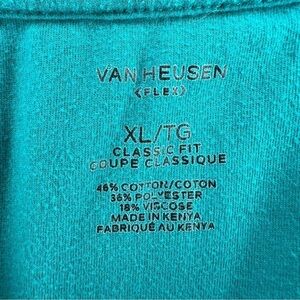 VAN HEUSEN
<FLEX>
XL/TG
CLASSIC FIT
COUPE CLASSIQUE
46% COTTON/COTON
36% POLYESTER
18% VISCOSE
MADE IN KENYA
FABRIQUÉ AU KENYA